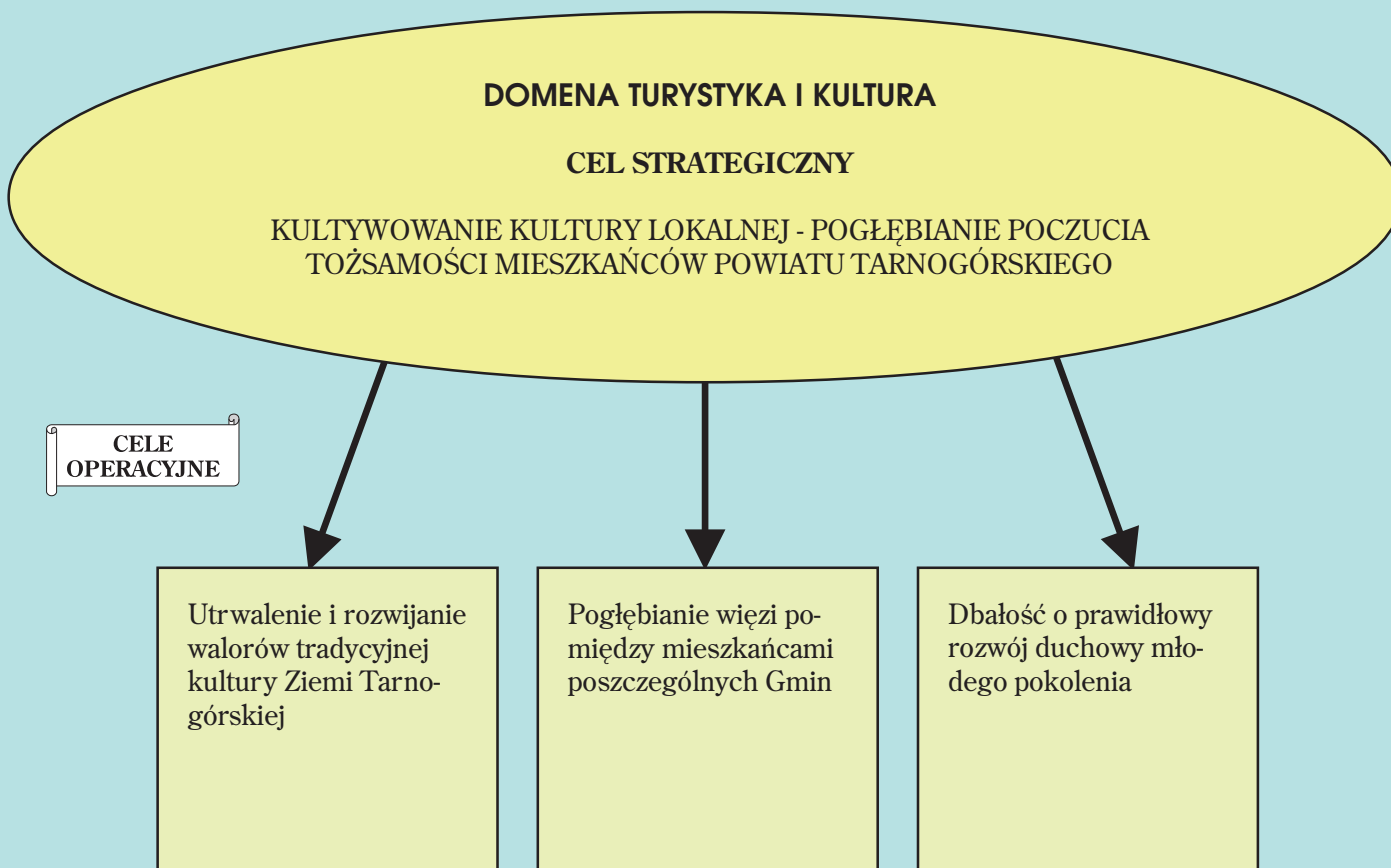 DOMENA TURYSTYKA I KULTURA
CEL STRATEGICZNY
KULTYWOWANIE KULTURY LOKALNEJ - POGŁĘBIANIE POCZUCIA
TOŻSAMOŚCI MIESZKAŃCÓW POWIATU TARNOGÓRSKIEGO
CELE
OPERACYJNE
Utrwalenie i rozwijanie
walorów tradycyjnej
kultury Ziemi Tarno-
górskiej
Pogłębianie więzi po-
między mieszkańcami
poszczególnych Gmin
Dbałość o prawidłowy
rozwój duchowy mło-
dego pokolenia